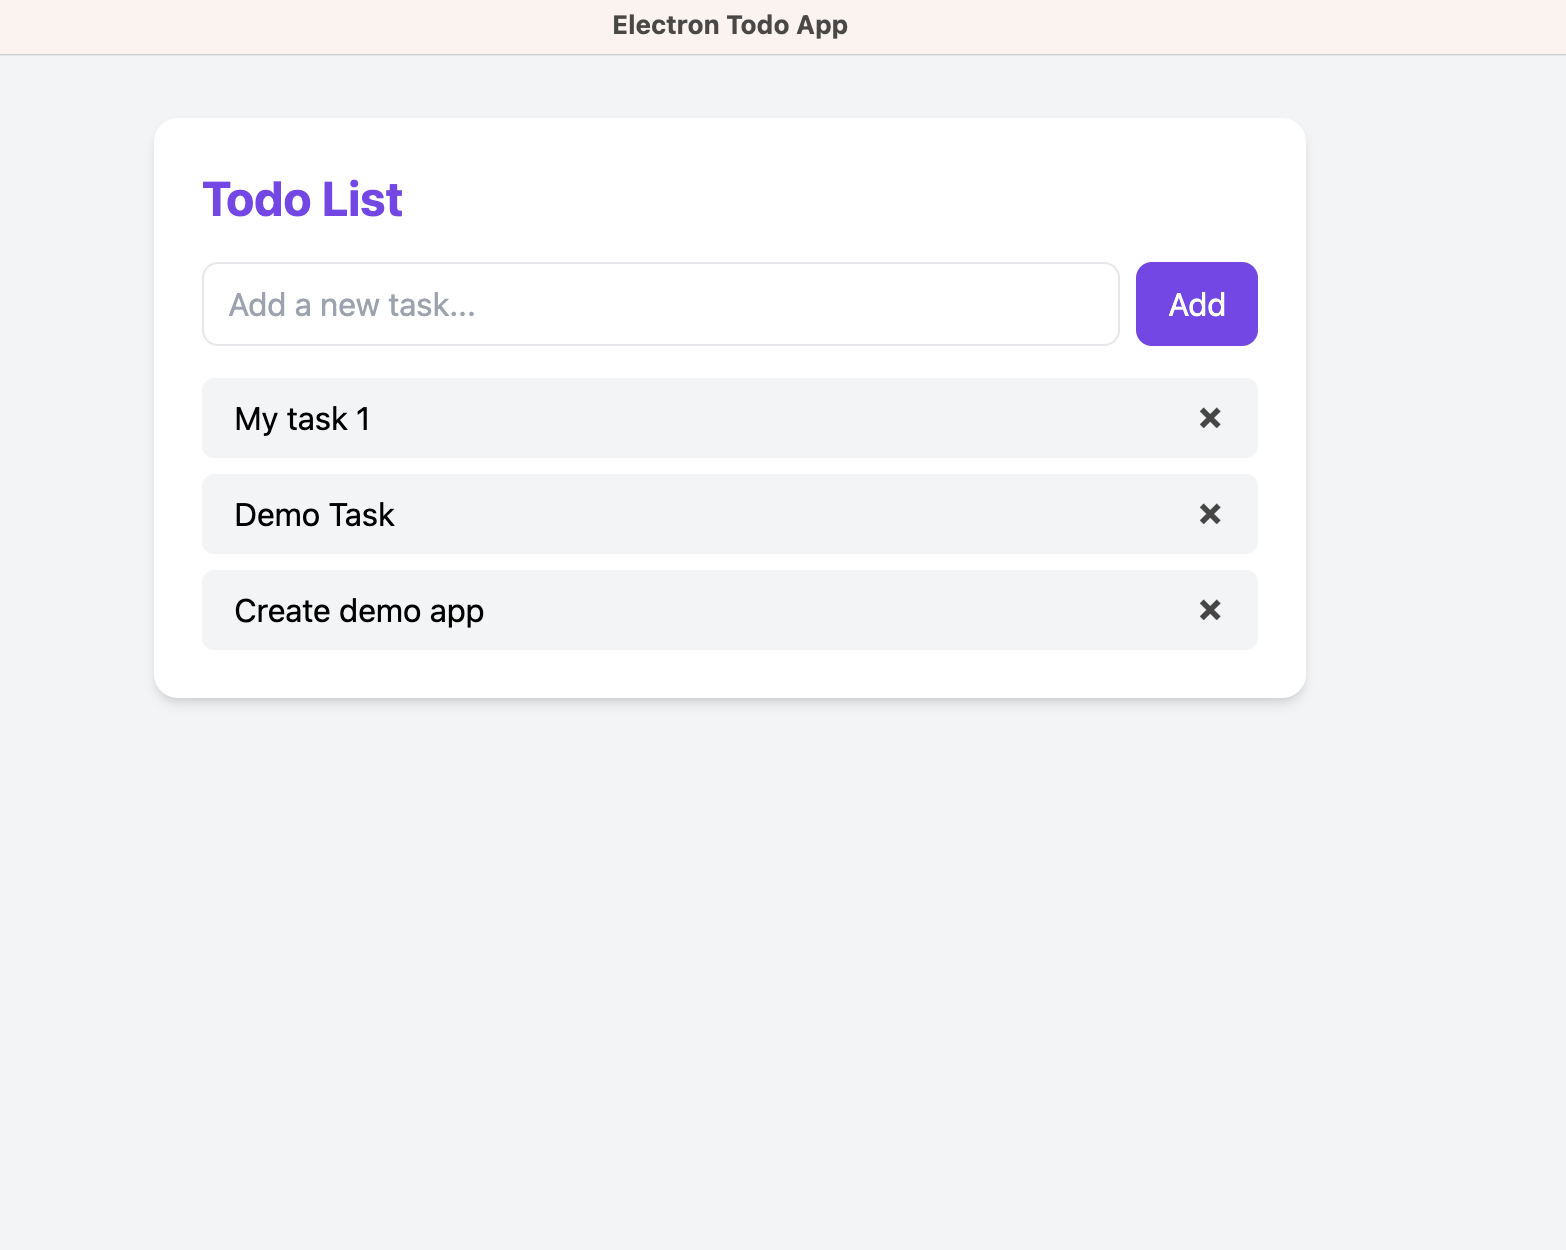 Electron Todo App
Todo List
Add a new task...
Add
My task 1
Demo Task
Create demo app